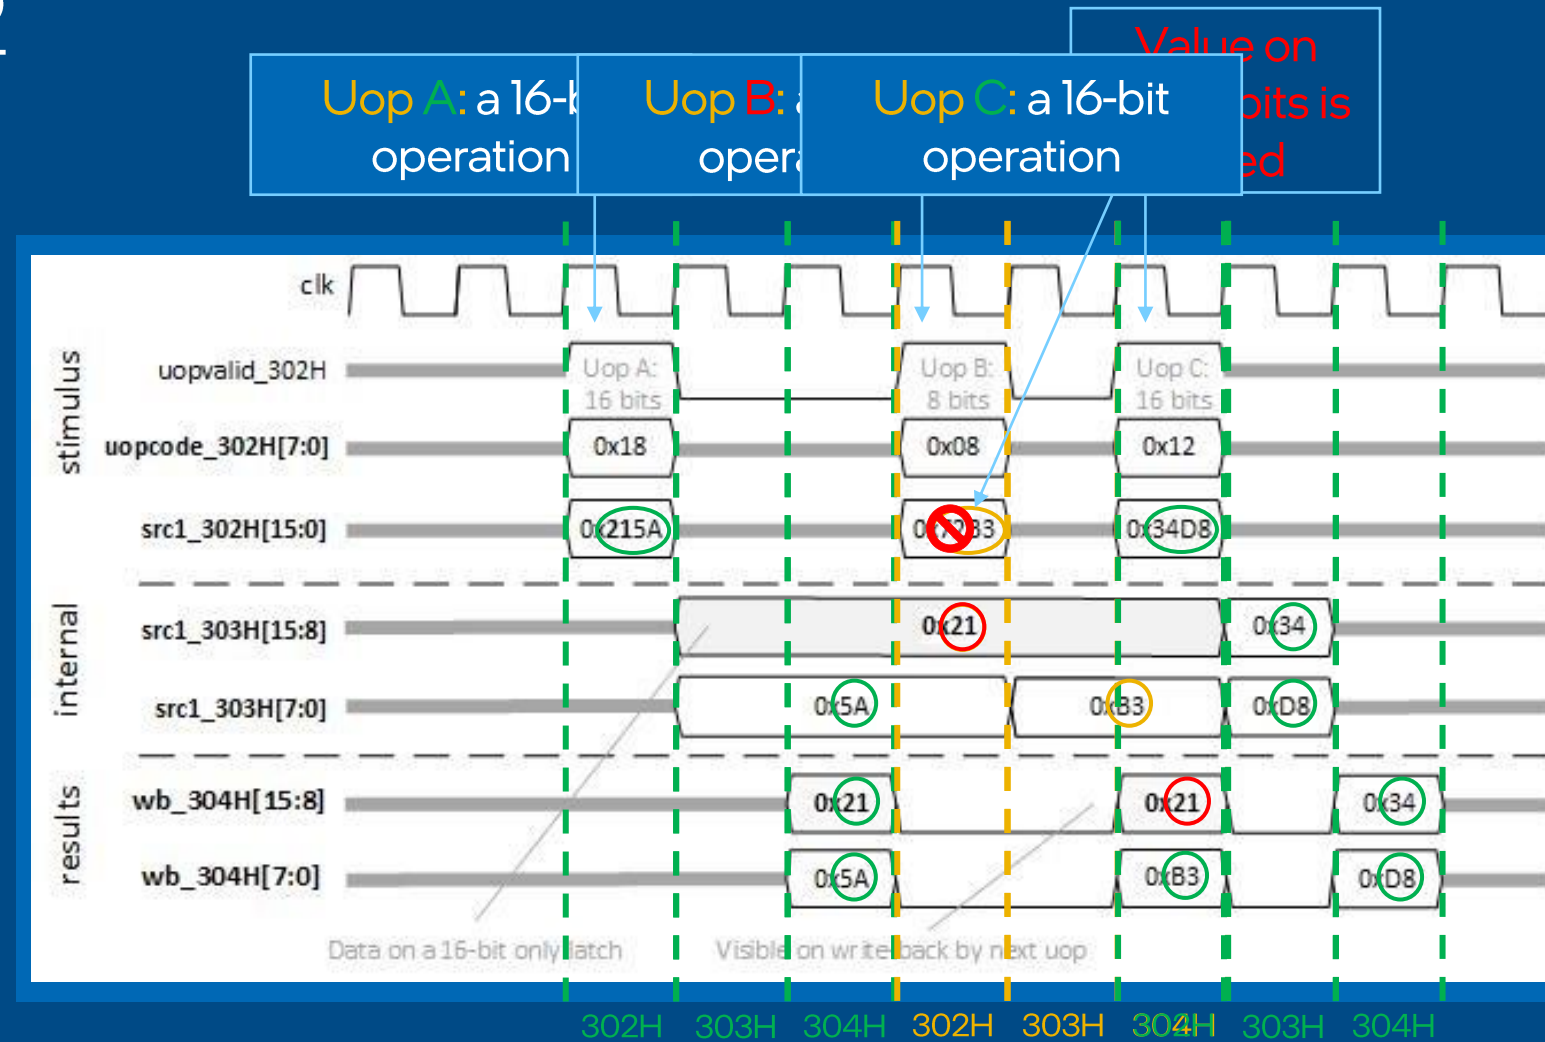 Value on
bits is
Uop A: a 16-
operation
Uop B:
Uop C: a 16-bit
operation
clk
stimulus
uopvalid_302H
Uop A:
16 bits
Uop B:
8 bits
Uop C:
16 bits
uopcode_302H[7:0]
0x18
0x08
0x12
src1_302H[15:0]
0x215A
0x34D8
internal
src1_303H[15:8]
0x21
0x34
src1_303H[7:0]
0x5A
0xB3
0xD8
results
wb_304H[15:8]
0x21
0x21
0x34
wb_304H[7:0]
0x5A
0xB3
0xD8
Data on a 16-bit only latch
Visible on write-back by next uop
302H 303H 304H 302H 303H 304H 303H 304H